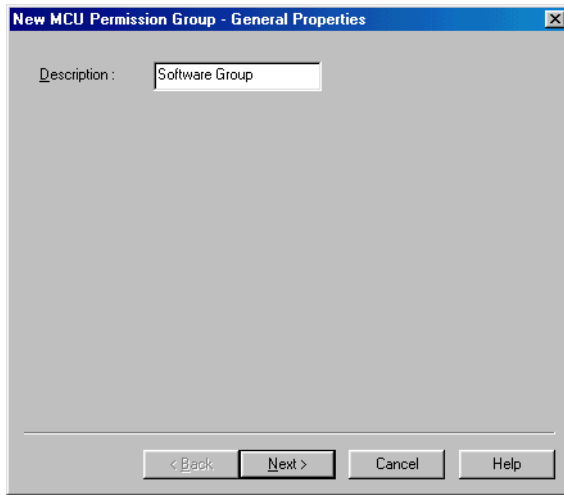 New MCU Permission Group - General Properties
Description : Software Group
< Back Next > Cancel Help